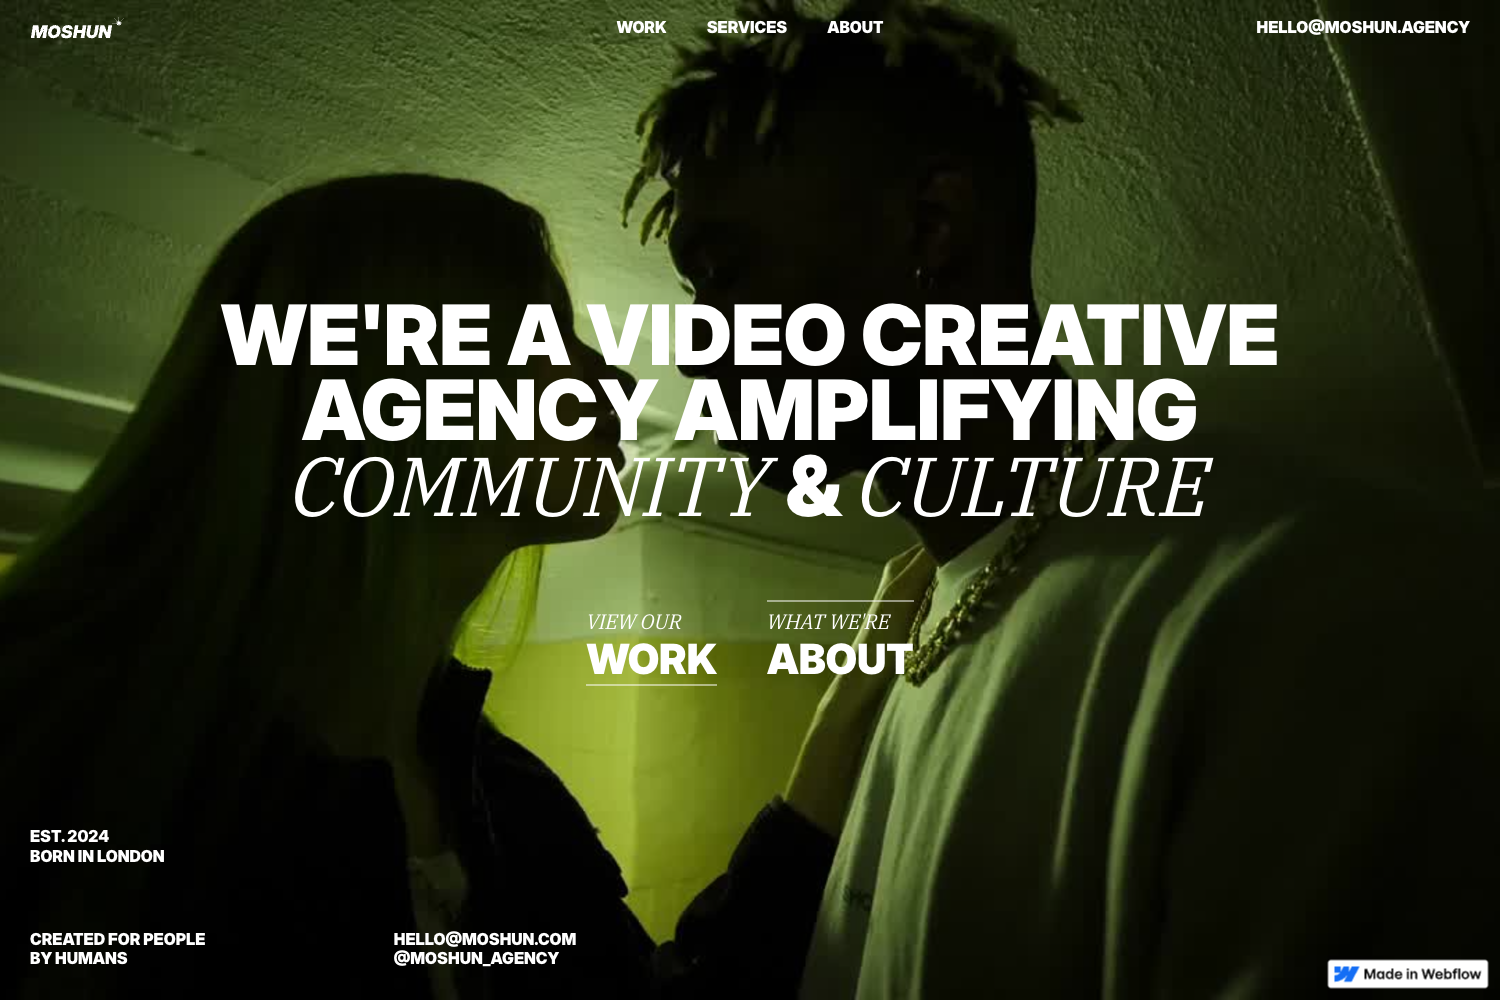 MOSHUN
WORK
SERVICES
ABOUT
HELLO@MOSHUN.AGENCY
WE'RE A VIDEO CREATIVE
AGENCY AMPLIFYING
COMMUNITY & CULTURE
VIEW OUR
WORK
WHAT WE'RE
ABOUT
EST. 2024
BORN IN LONDON
CREATED FOR PEOPLE
BY HUMANS
HELLO@MOSHUN.COM
@MOSHUN_AGENCY
Made in Webflow